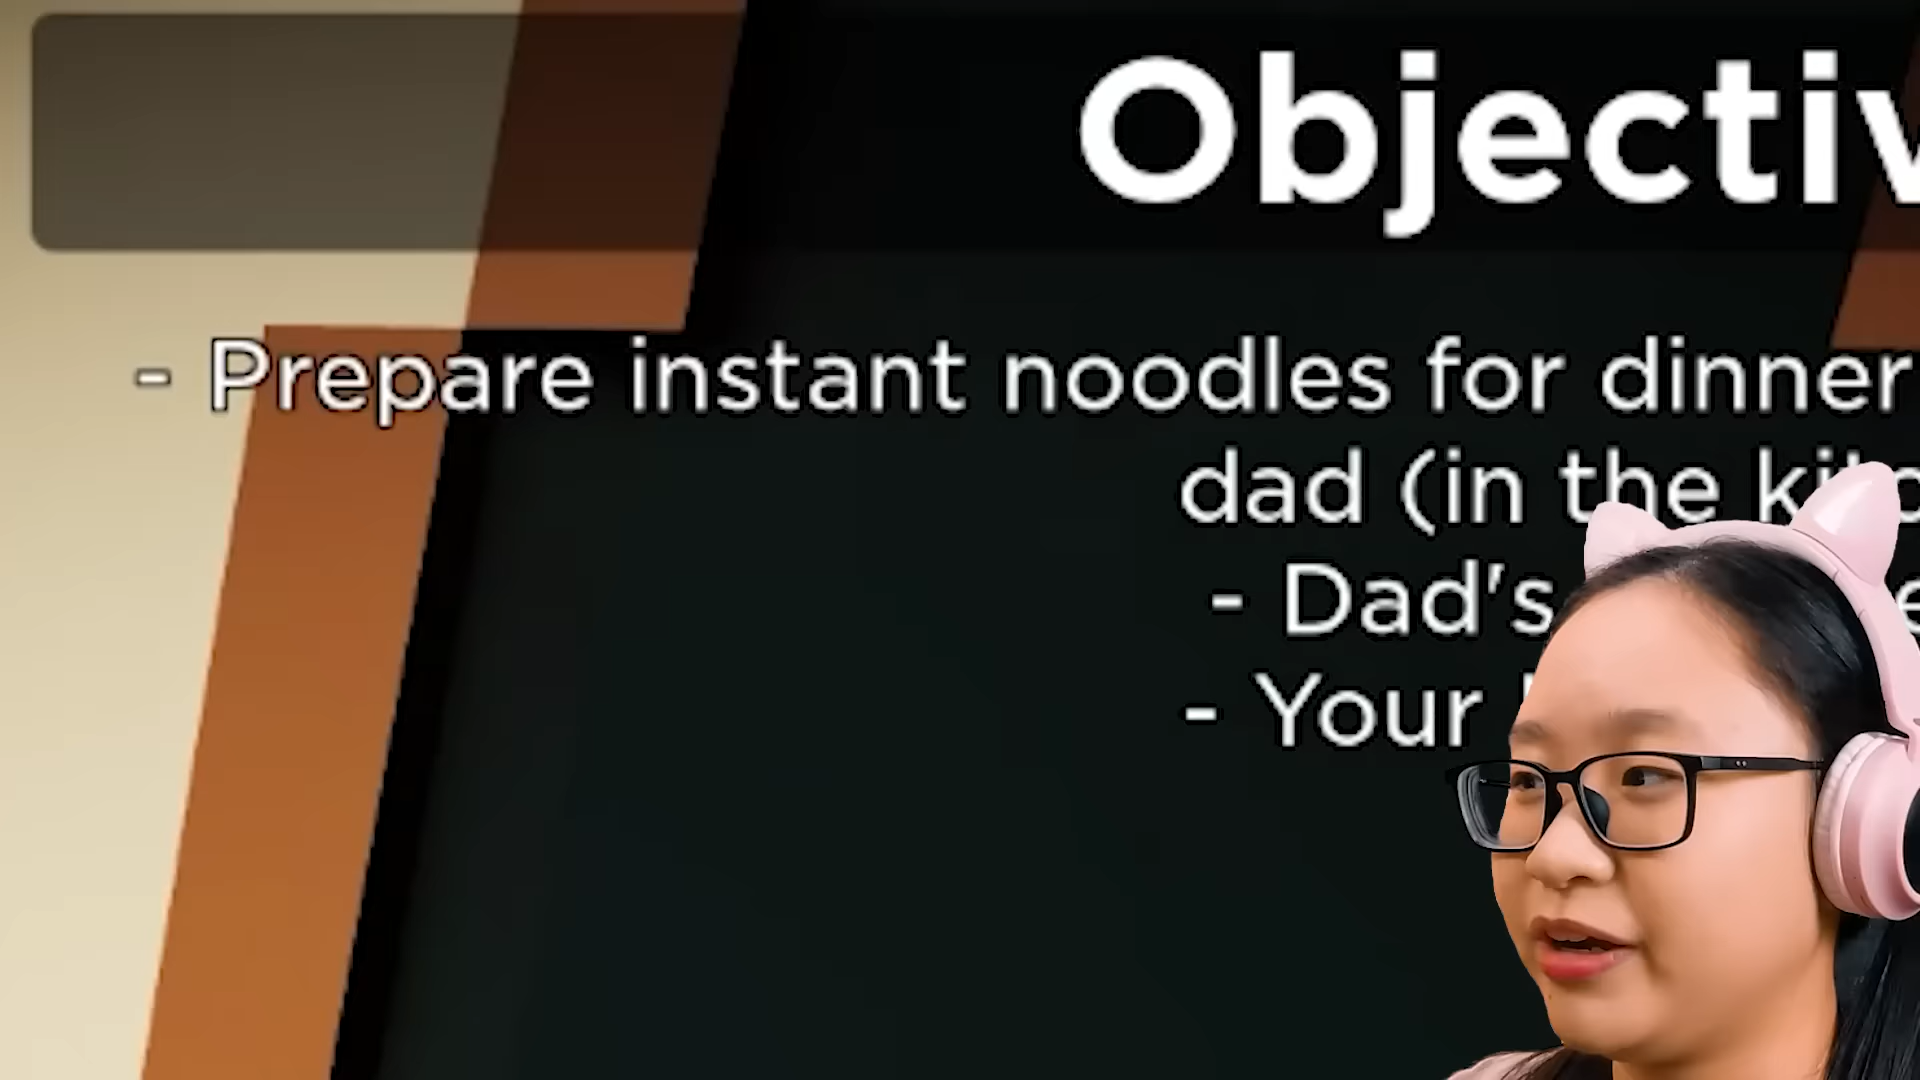 Objectiv
- Prepare instant noodles for dinner
dad (in the
- Dad's
- Your